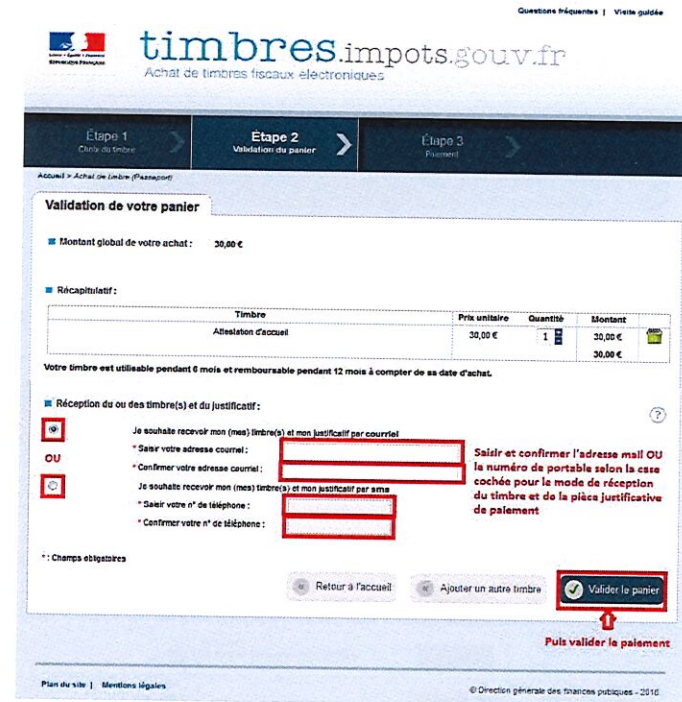 Questions fréquentes | Visite guidée
Liberté • Égalité • Fraternité
RÉPUBLIQUE FRANÇAISE
timbres.impots.gouv.fr
Achat de timbres fiscaux électroniques
Étape 1
Choix du timbre
Étape 2
Validation du panier
Étape 3
Paiement
Accueil > Achat de timbre (Passeport)
Validation de votre panier
Montant global de votre achat : 30,00 €
Récapitulatif :
Timbre Prix unitaire Quantité Montant
Attestation d'accueil 30,00 € 1 30,00 €
30,00 €
Votre timbre est utilisable pendant 6 mois et remboursable pendant 12 mois à compter de sa date d'achat.
Réception du ou des timbre(s) et du justificatif :
?
Je souhaite recevoir mon (mes) timbre(s) et mon justificatif par courriel
OU
* Saisir votre adresse courriel :
* Confirmer votre adresse courriel :
Je souhaite recevoir mon (mes) timbre(s) et mon justificatif par sms
* Saisir votre n° de téléphone :
* Confirmer votre n° de téléphone :
Saisir et confirmer l'adresse mail OU
la numéro de portable selon la case
cochée pour la mode de réception
du timbre et de la pièce justificative
de paiement
* : Champs obligatoires
Retour à l'accueil Ajouter un autre timbre Valider le panier
Puis valider le paiement
Plan du site | Mentions légales
© Direction générale des finances publiques - 2016